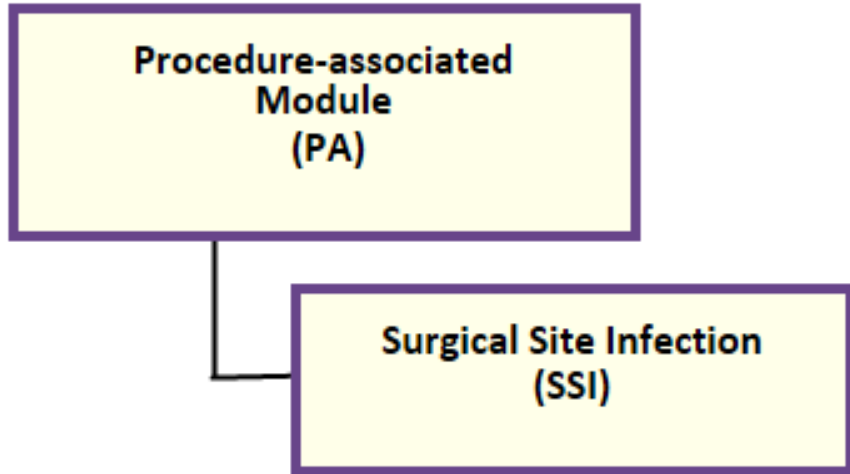 Procedure-associated
Module
(PA)
Surgical Site Infection
(SSI)